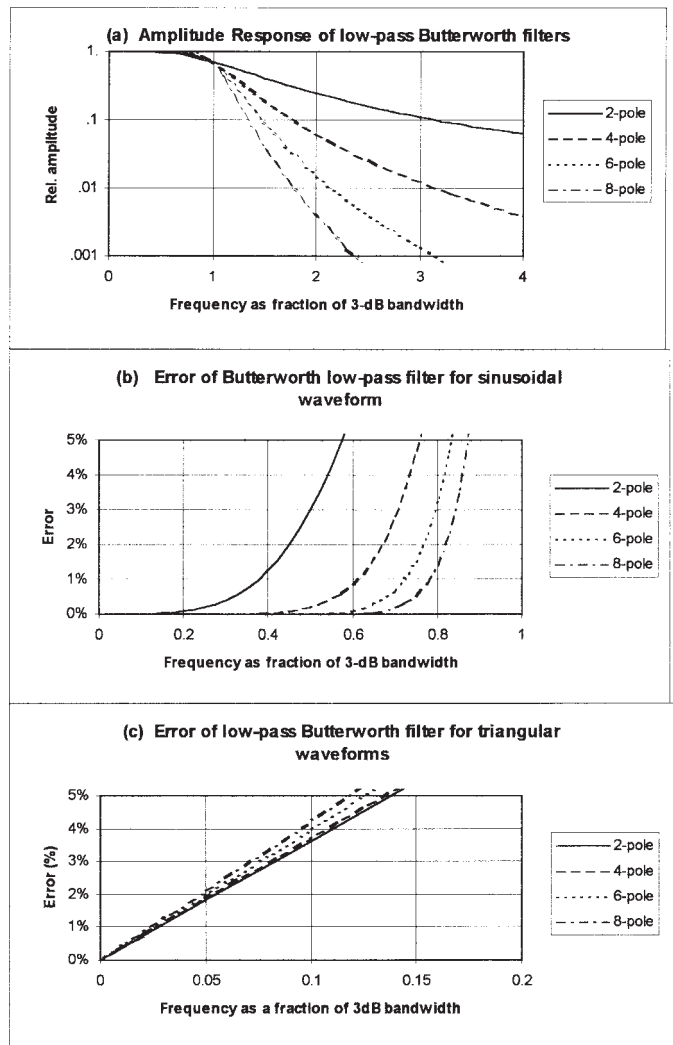 (a) Amplitude Response of low-pass Butterworth filters
1.
.1
.01
.001
Rel. amplitude
0 1 2 3 4
Frequency as fraction of 3-dB bandwidth
2-pole
4-pole
6-pole
8-pole
(b) Error of Butterworth low-pass filter for sinusoidal
waveform
5%
4%
3%
2%
1%
0%
Error
0 0.2 0.4 0.6 0.8 1
Frequency as fraction of 3-dB bandwidth
2-pole
4-pole
6-pole
8-pole
(c) Error of low-pass Butterworth filter for triangular
waveforms
5%
4%
3%
2%
1%
0%
Error (%)
0 0.05 0.1 0.15 0.2
Frequency as a fraction of 3dB bandwidth
2-pole
4-pole
6-pole
8-pole